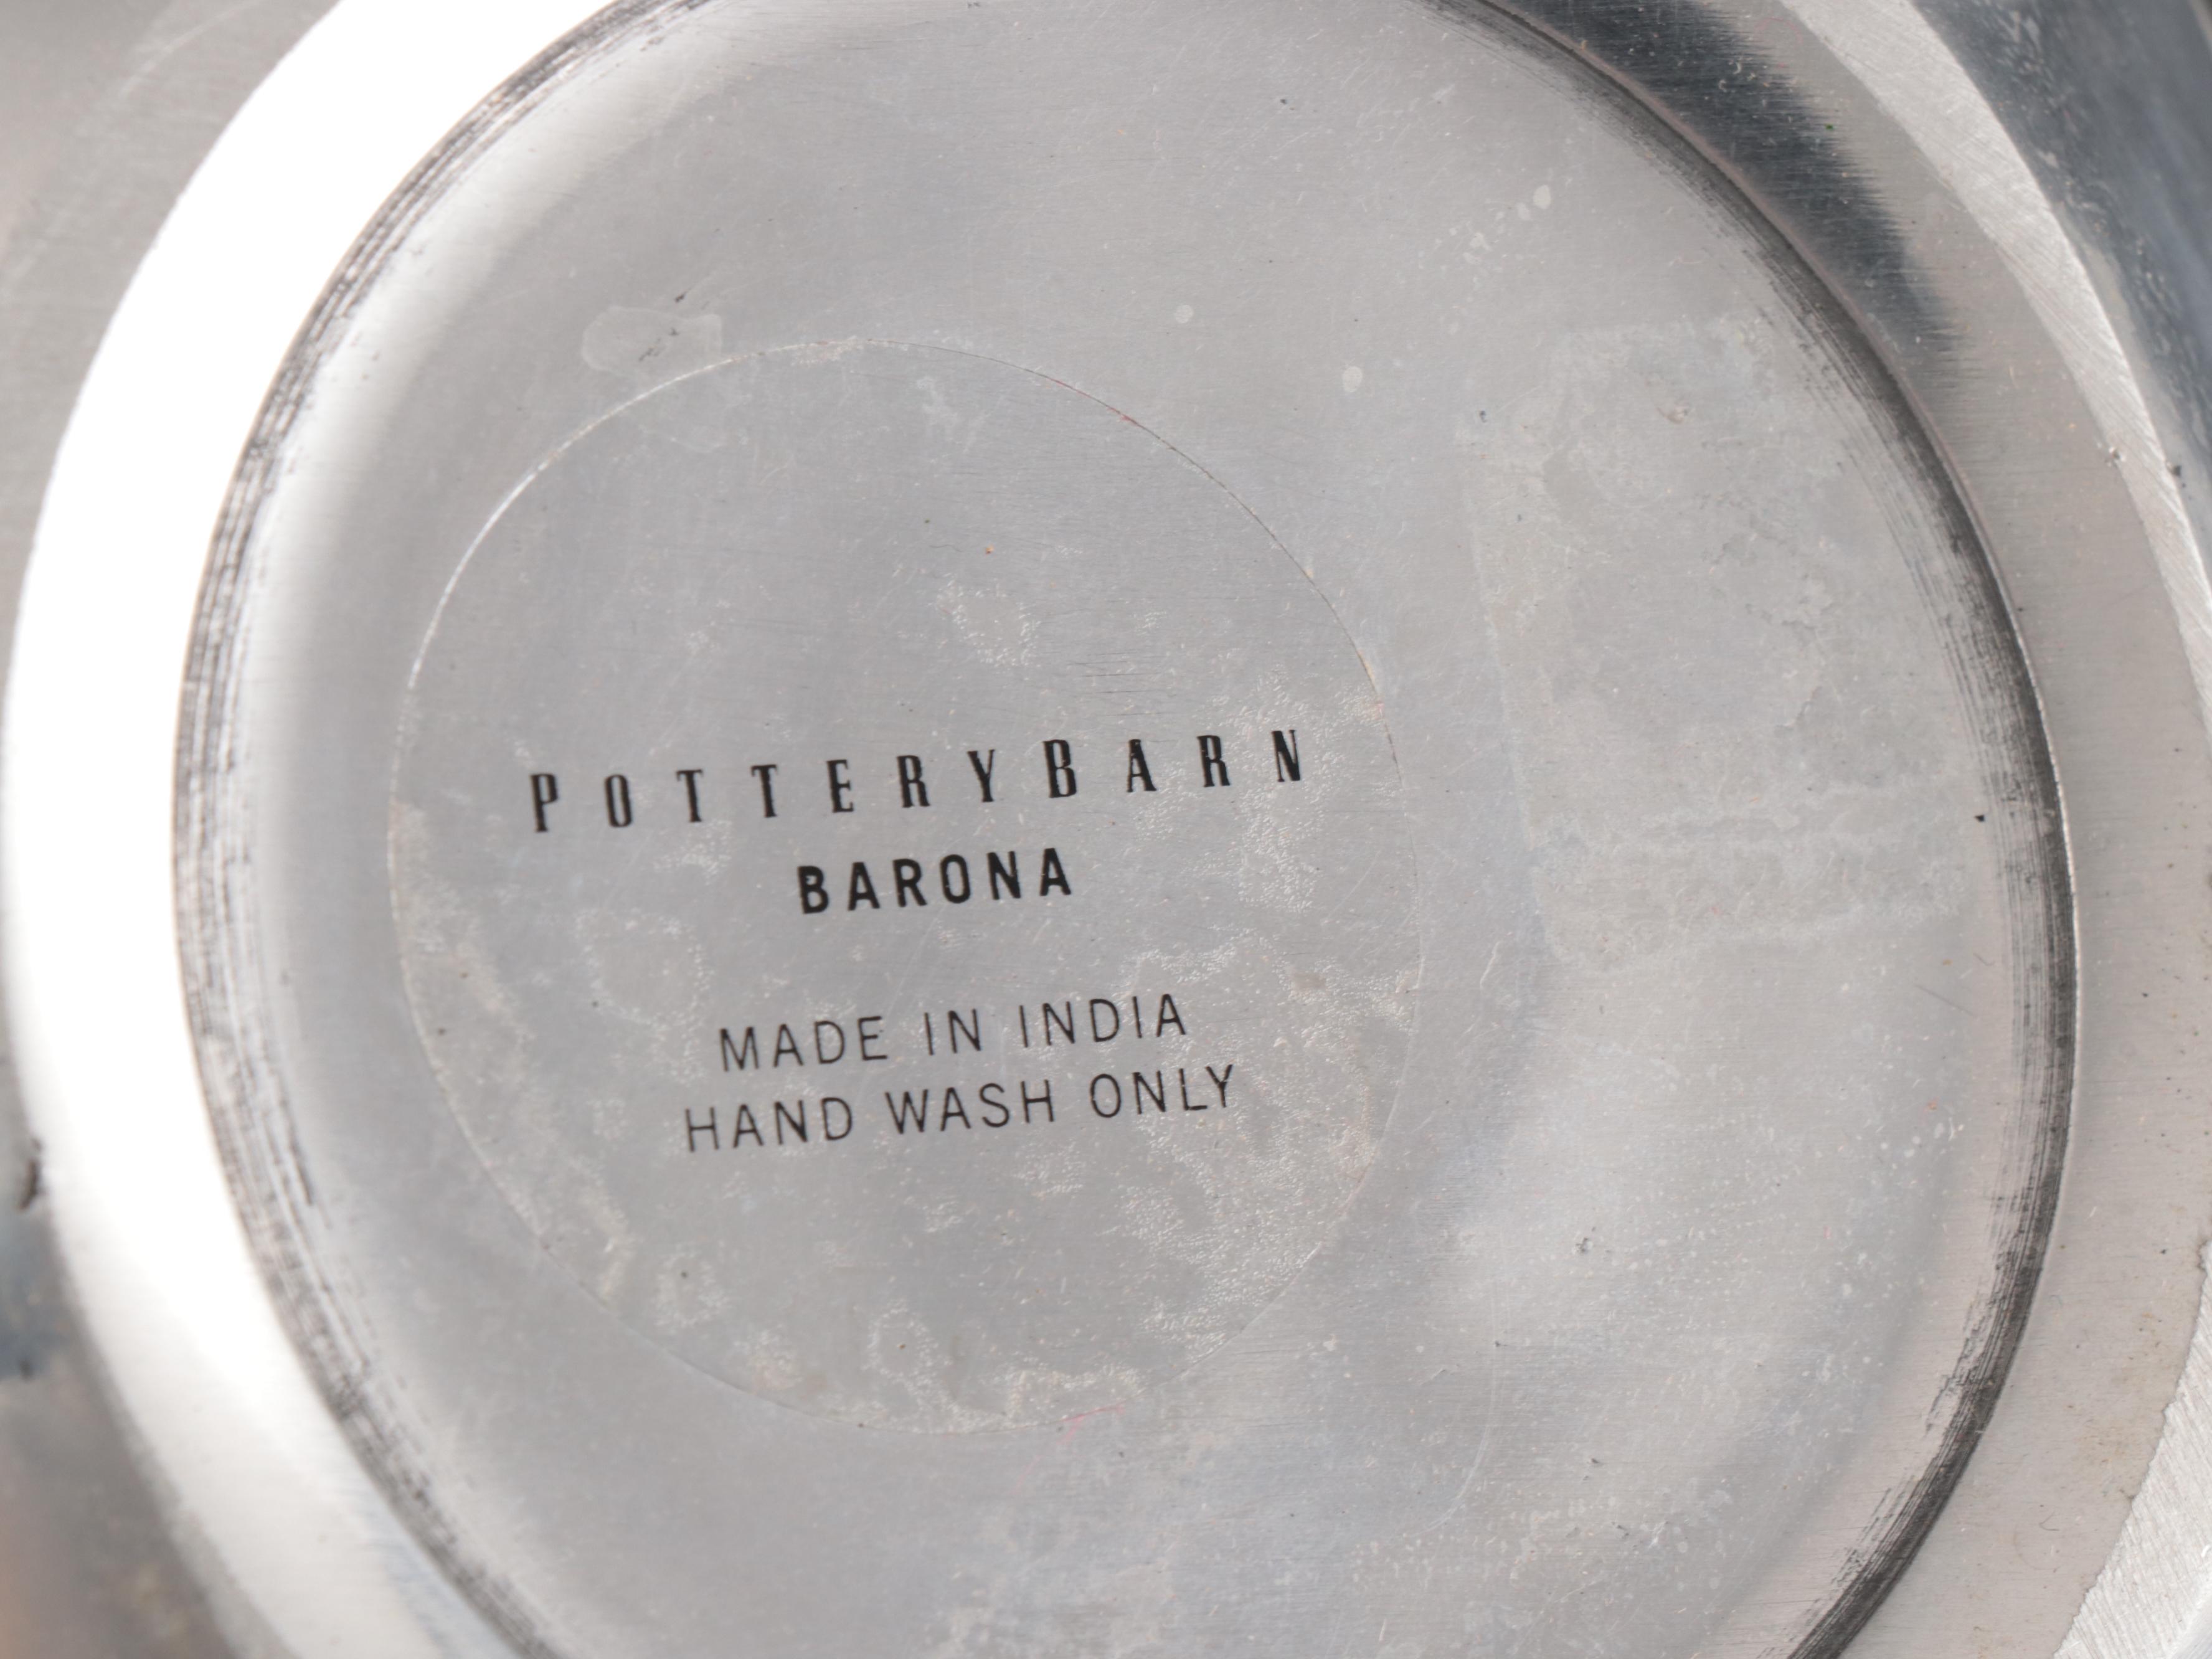 POTTERYBARN
BARONA
MADE IN INDIA
HAND WASH ONLY